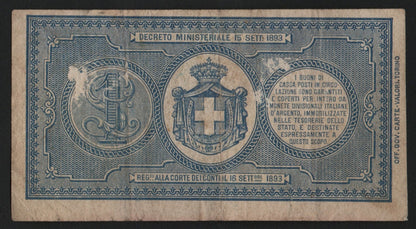 DECRETO MINISTERIALE 15 SETT. 1893
I BUONI DI
CASSA POSTI IN CIRCO
LAZIONE SONO GARANTITI
E COPERTI PER INTERO DA
MONETE DIVISIONALI ITALIANE
D'ARGENTO, IMMOBILIZZATE
NELLE TESORERIE DELLO
STATO, E DESTINATE
ESPRESSAMENTE A
QUESTO SCOPO.
REG. ALLA CORTE DEI CONTI IL 16 SETT. 1893
OFF. GOV. CARTE-VALORI. TORINO